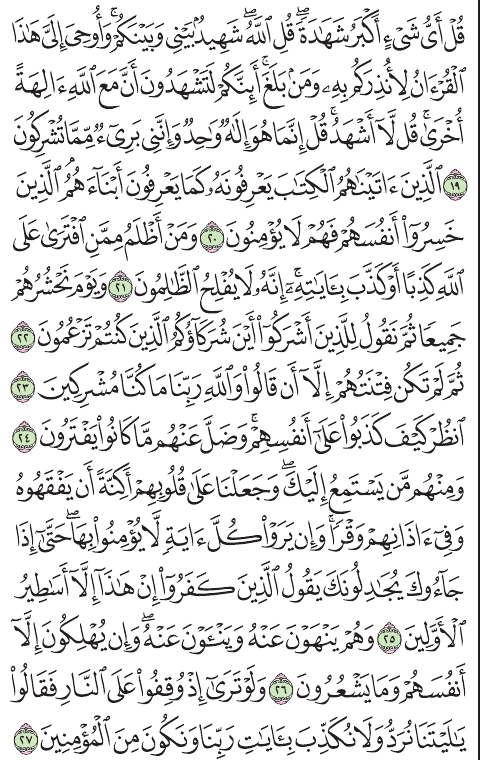 قُلْ أَىُّ شَىْءٍ أَكْبَرُ شَهَٰدَةً ۖ قُلِ ٱللَّهُ ۖ شَهِيدٌۢ بَيْنِى وَبَيْنَكُمْ ۚ وَأُوحِىَ إِلَىَّ هَٰذَا
ٱلْقُرْءَانُ لِأُنذِرَكُم بِهِۦ وَمَنۢ بَلَغَ ۚ أَئِنَّكُمْ لَتَشْهَدُونَ أَنَّ مَعَ ٱللَّهِ ءَالِهَةً
أُخْرَىٰ ۚ قُل لَّآ أَشْهَدُ ۚ قُلْ إِنَّمَا هُوَ إِلَٰهٌ وَٰحِدٌ وَإِنَّنِى بَرِىٓءٌ مِّمَّا تُشْرِكُونَ
١٩ ٱلَّذِينَ ءَاتَيْنَٰهُمُ ٱلْكِتَٰبَ يَعْرِفُونَهُۥ كَمَا يَعْرِفُونَ أَبْنَآءَهُمُ ۘ ٱلَّذِينَ
خَسِرُوٓا۟ أَنفُسَهُمْ فَهُمْ لَا يُؤْمِنُونَ ٢٠ وَمَنْ أَظْلَمُ مِمَّنِ ٱفْتَرَىٰ عَلَى
ٱللَّهِ كَذِبًا أَوْ كَذَّبَ بِـَٔايَٰتِهِۦٓ ۗ إِنَّهُۥ لَا يُفْلِحُ ٱلظَّٰلِمُونَ ٢١ وَيَوْمَ نَحْشُرُهُمْ
جَمِيعًا ثُمَّ نَقُولُ لِلَّذِينَ أَشْرَكُوٓا۟ أَيْنَ شُرَكَآؤُكُمُ ٱلَّذِينَ كُنتُمْ تَزْعُمُونَ ٢٢
ثُمَّ لَمْ تَكُن فِتْنَتُهُمْ إِلَّآ أَن قَالُوا۟ وَٱللَّهِ رَبِّنَا مَا كُنَّا مُشْرِكِينَ ٢٣
ٱنظُرْ كَيْفَ كَذَبُوا۟ عَلَىٰٓ أَنفُسِهِمْ ۚ وَضَلَّ عَنْهُم مَّا كَانُوا۟ يَفْتَرُونَ ٢٤
وَمِنْهُم مَّن يَسْتَمِعُ إِلَيْكَ ۖ وَجَعَلْنَا عَلَىٰ قُلُوبِهِمْ أَكِنَّةً أَن يَفْقَهُوهُ
وَفِىٓ ءَاذَانِهِمْ وَقْرًا ۚ وَإِن يَرَوْا۟ كُلَّ ءَايَةٍ لَّا يُؤْمِنُوا۟ بِهَا ۚ حَتَّىٰٓ إِذَا
جَآءُوكَ يُجَٰدِلُونَكَ يَقُولُ ٱلَّذِينَ كَفَرُوٓا۟ إِنْ هَٰذَآ إِلَّآ أَسَٰطِيرُ
ٱلْأَوَّلِينَ ٢٥ وَهُمْ يَنْهَوْنَ عَنْهُ وَيَنْـَٔوْنَ عَنْهُ ۖ وَإِن يُهْلِكُونَ إِلَّآ
أَنفُسَهُمْ وَمَا يَشْعُرُونَ ٢٦ وَلَوْ تَرَىٰٓ إِذْ وُقِفُوا۟ عَلَى ٱلنَّارِ فَقَالُوا۟
يَٰلَيْتَنَا نُرَدُّ وَلَا نُكَذِّبَ بِـَٔايَٰتِ رَبِّنَا وَنَكُونَ مِنَ ٱلْمُؤْمِنِينَ ٢٧